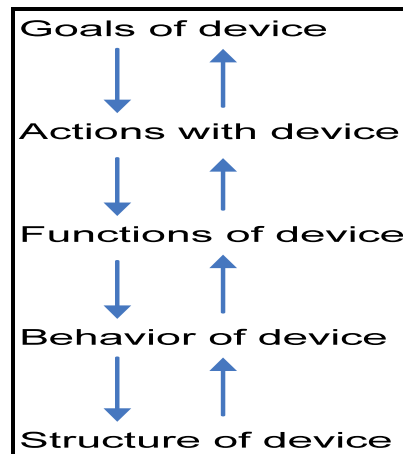 Goals of device
Actions with device
Functions of device
Behavior of device
Structure of device